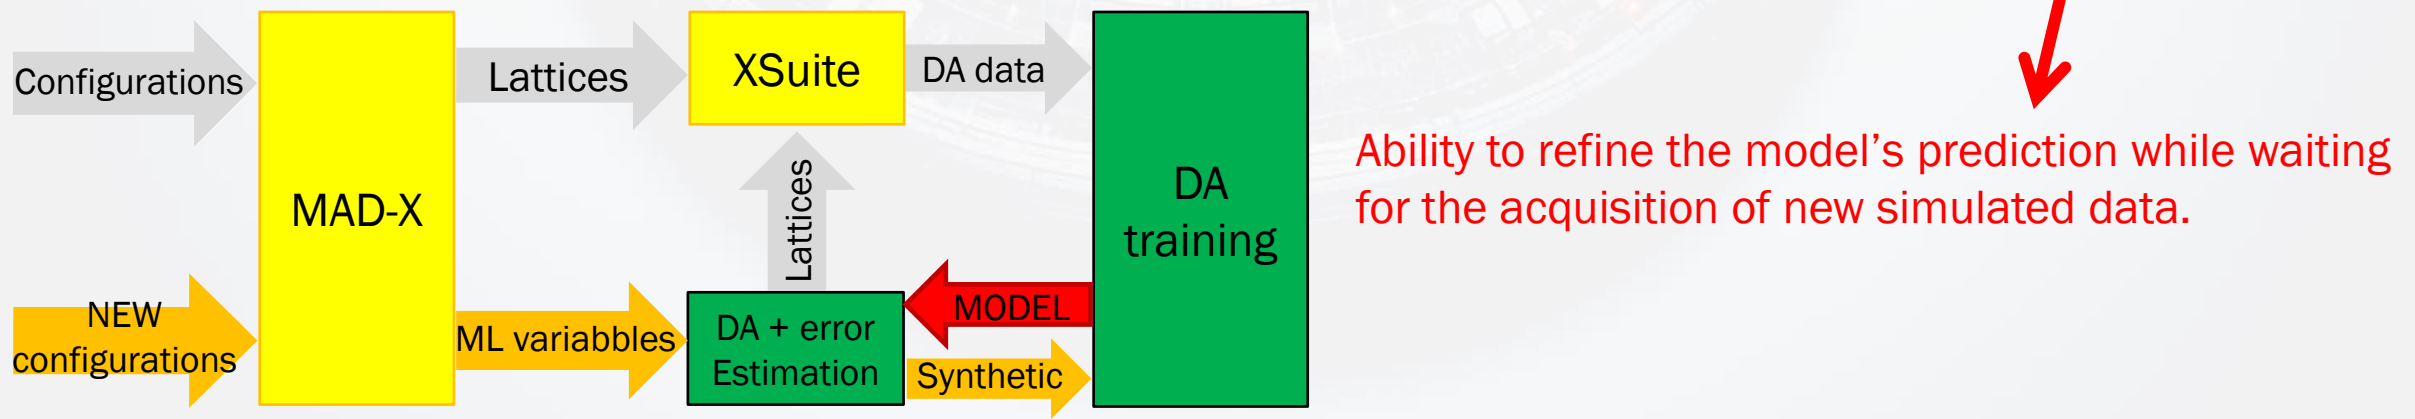 Configurations
MAD-X
Lattices
XSuite
DA data
DA
training
Lattices
NEW
configurations
ML variabbles
DA + error
Estimation
MODEL
Synthetic
Ability to refine the model’s prediction while waiting
for the acquisition of new simulated data.